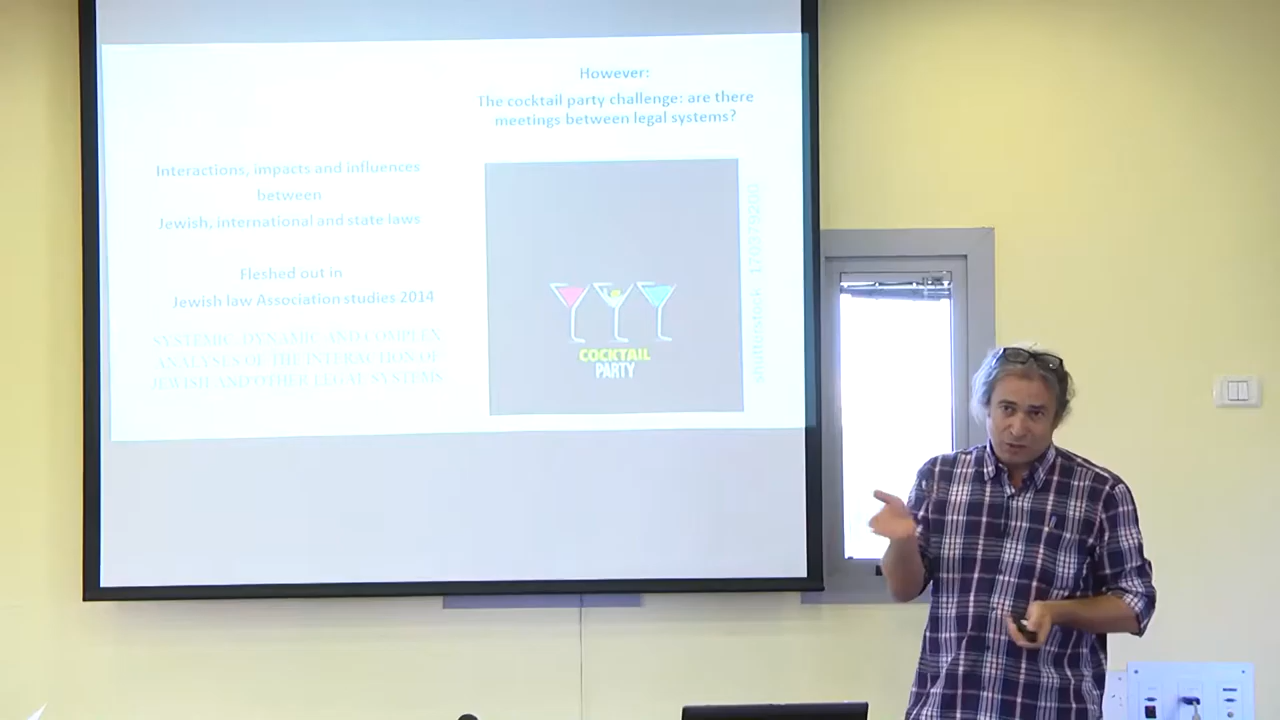 However:
The cocktail party challenge: are there
meetings between legal systems?
Interactions, impacts and influences
between
Jewish, international and state laws
Fleshed out in
Jewish law Association studies 2014
SYSTEMIC, DYNAMIC AND COMPLEX
ANALYSES OF THE INTERACTION OF
JEWISH AND OTHER LEGAL SYSTEMS
COCKTAIL
PARTY